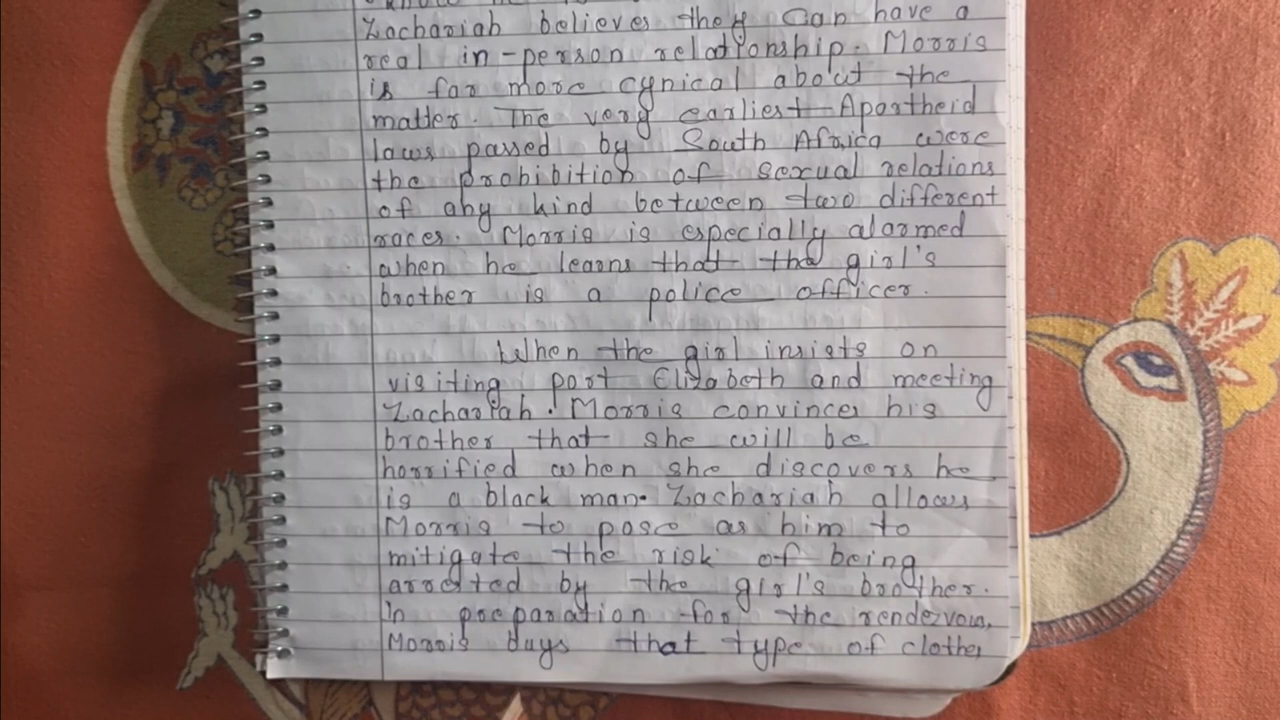 Zachariah believes they can have a
real in-person relationship. Morris
is far more cynical about the
matter. The very earliest Apartheid
laws passed by South Africa were
the prohibition of sexual relations
of any kind between two different
races. Morris is especially alarmed
when he learns that the girl's
brother is a police officer.
When the girl insists on
visiting port Elizabeth and meeting
Zachariah. Morris convinces his
brother that she will be
horrified when she discovers he
is a black man. Zachariah allows
Morris to pose as him to
mitigate the risk of being
arrested by the girl's brother.
In preparation for the rendezvous,
Morris buys that type of clothes